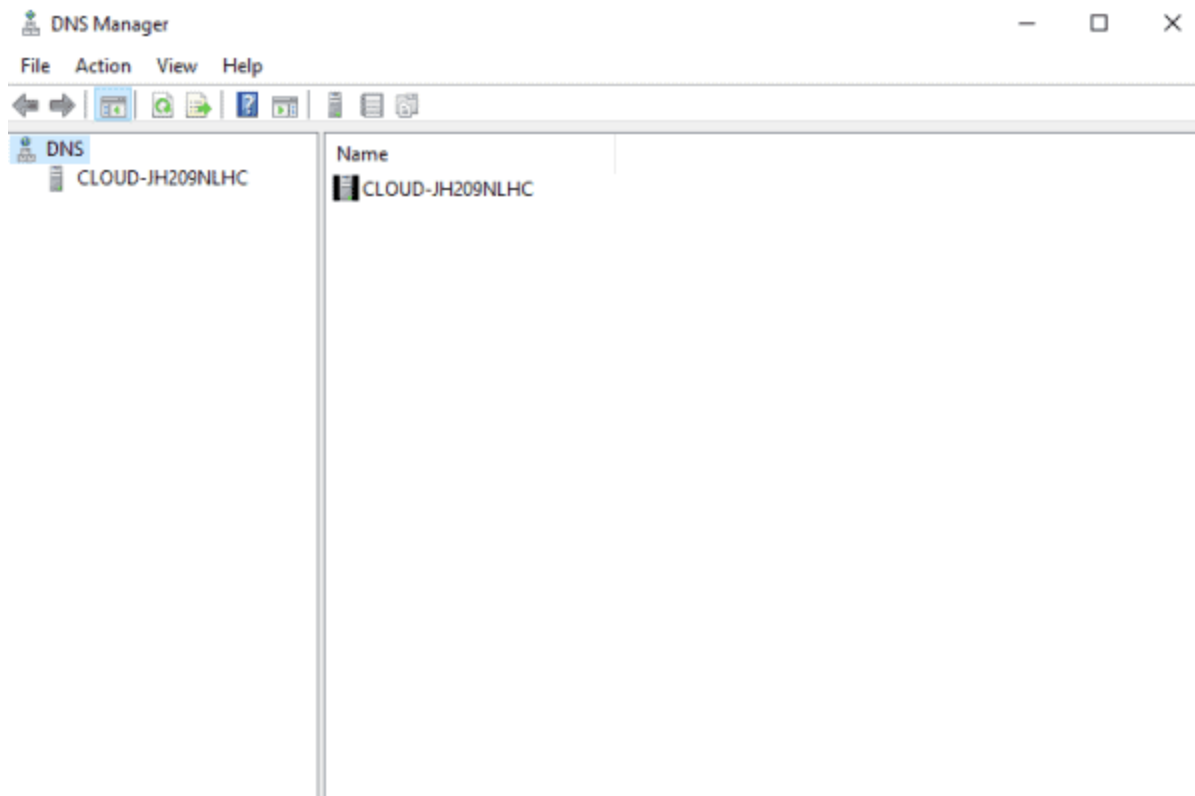 DNS Manager
File Action View Help
DNS
CLOUD-JH209NLHC
Name
CLOUD-JH209NLHC